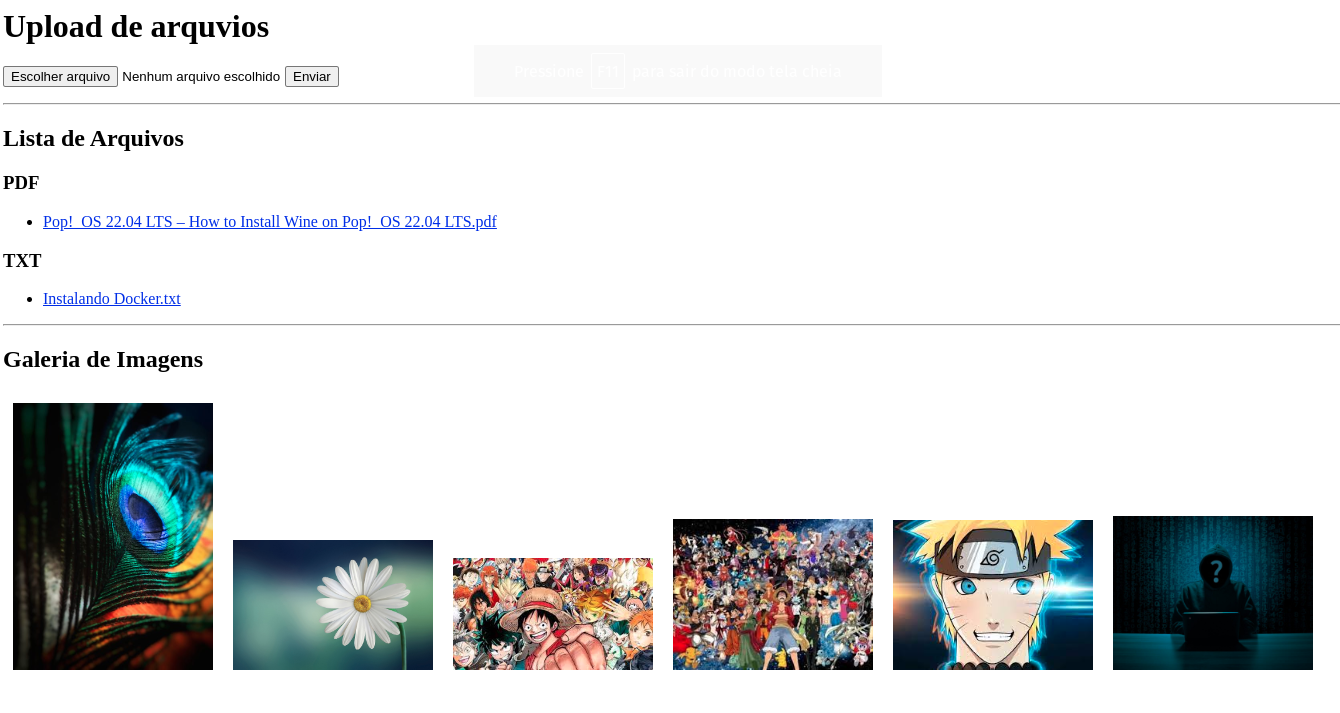 Upload de arquvios
Escolher arquivo Nenhum arquivo escolhido Enviar
Pressione F11 para sair do modo tela cheia
Lista de Arquivos
PDF
Pop!_OS 22.04 LTS – How to Install Wine on Pop!_OS 22.04 LTS.pdf
TXT
Instalando Docker.txt
Galeria de Imagens
?